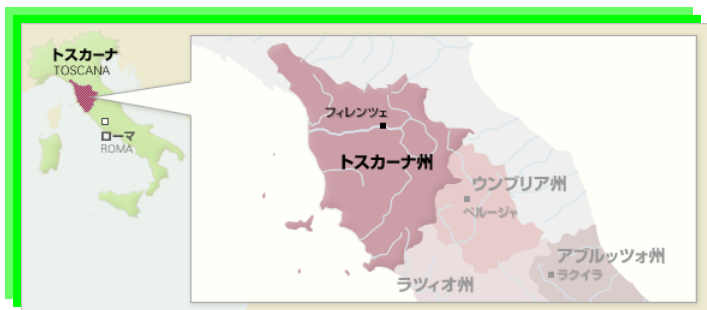 トスカーナ
TOSCANA
ローマ
ROMA
フィレンツェ
トスカーナ州
ウンブリア州
ペルージャ
アブルッツォ州
ラクイラ
ラツィオ州